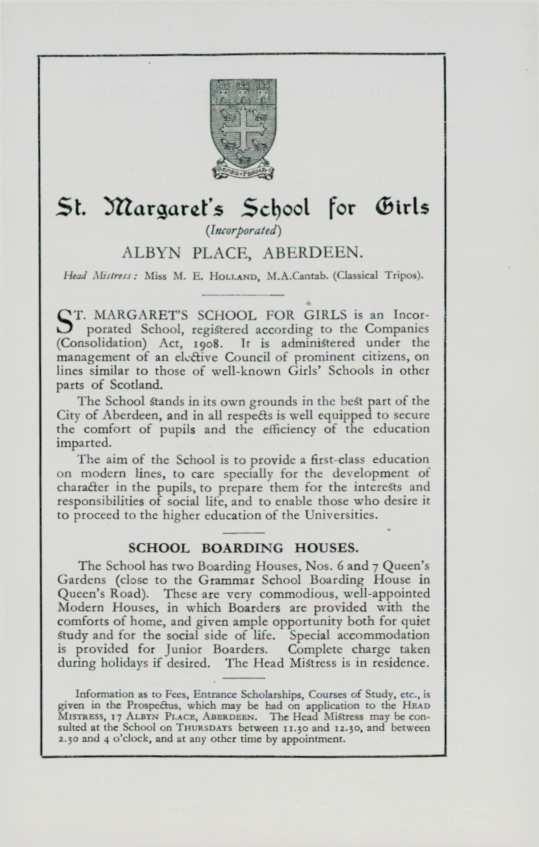 St. Margaret's School for Girls
(Incorporated)
ALBYN PLACE, ABERDEEN.
Head Mistress: Miss M. E. HOLLAND, M.A.Cantab. (Classical Tripos).
ST. MARGARET'S SCHOOL FOR GIRLS is an Incor-
porated School, registered according to the Companies
(Consolidation) Act, 1908. It is administered under the
management of an elective Council of prominent citizens, on
lines similar to those of well-known Girls' Schools in other
parts of Scotland.
The School stands in its own grounds in the best part of the
City of Aberdeen, and in all respects is well equipped to secure
the comfort of pupils and the efficiency of the education
imparted.
The aim of the School is to provide a first-class education
on modern lines, to care specially for the development of
character in the pupils, to prepare them for the interests and
responsibilities of social life, and to enable those who desire it
to proceed to the higher education of the Universities.
SCHOOL BOARDING HOUSES.
The School has two Boarding Houses, Nos. 6 and 7 Queen's
Gardens (close to the Grammar School Boarding House in
Queen's Road). These are very commodious, well-appointed
Modern Houses, in which Boarders are provided with the
comforts of home, and given ample opportunity both for quiet
study and for the social side of life. Special accommodation
is provided for Junior Boarders. Complete charge taken
during holidays if desired. The Head Mistress is in residence.
Information as to Fees, Entrance Scholarships, Courses of Study, etc., is
given in the Prospectus, which may be had on application to the HEAD
MISTRESS, 17 ALBYN PLACE, ABERDEEN. The Head Mistress may be con-
sulted at the School on THURSDAYS between 11.30 and 12.30, and between
2.30 and 4 o'clock, and at any other time by appointment.